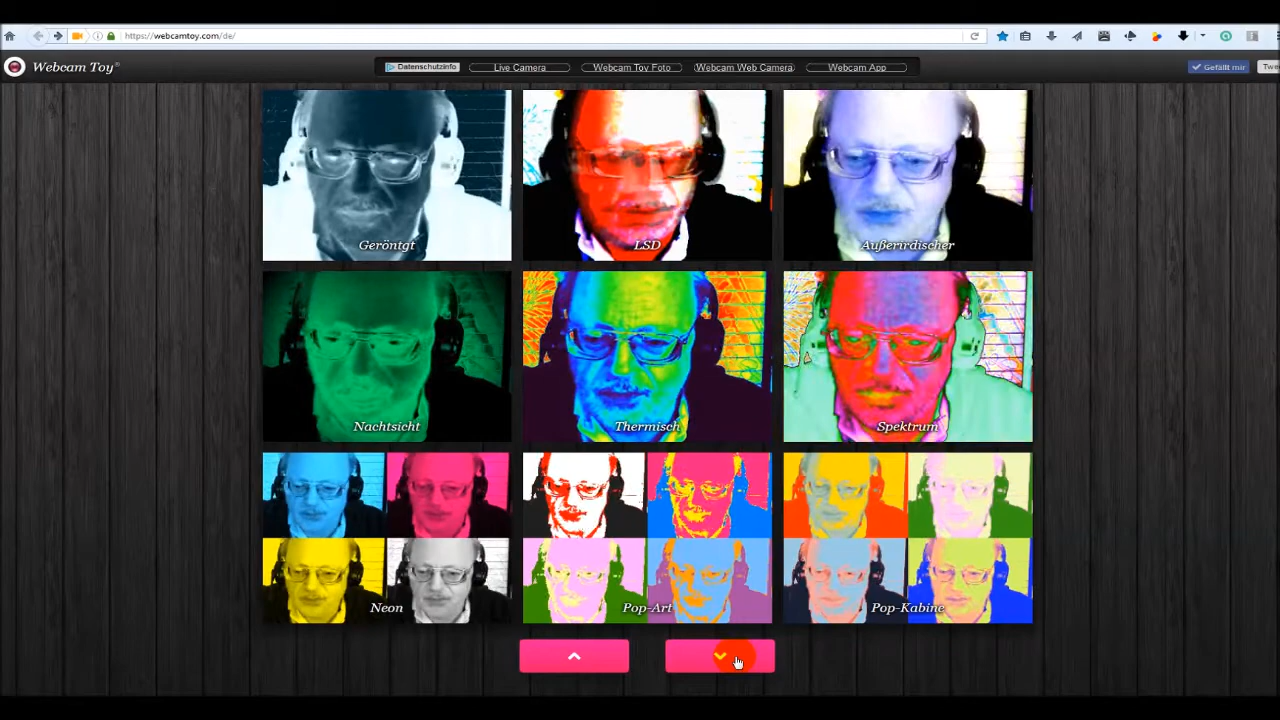 https://webcamtoy.com/de/
Webcam Toy®
Datenschutzinfo
Live Camera
Webcam Toy Foto
Webcam Web Camera
Webcam App
Gefällt mir
Twe
Geröntgt
LSD
Außerirdischer
Nachtsicht
Thermisch
Spektrum
Neon
Pop-Art
Pop-Kabine